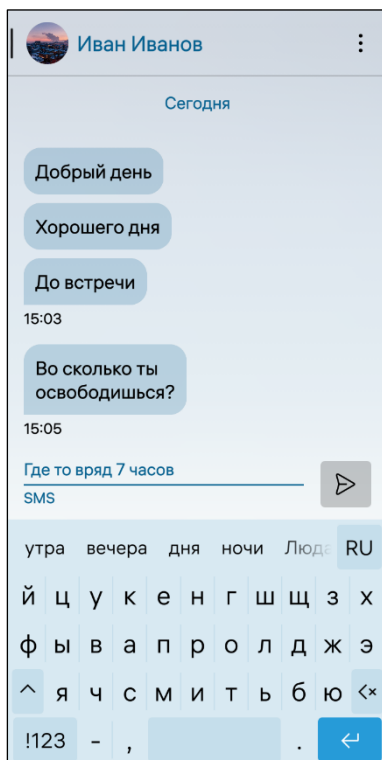 Иван Иванов
Сегодня
Добрый день
Хорошего дня
До встречи
15:03
Во сколько ты
освободишься?
15:05
Где то вряд 7 часов
SMS
утра вечера дня ночи Люда RU
й ц у к е н г ш щ з х
ф ы в а п р о л д ж э
я ч с м и т ь б ю
!123 - , .